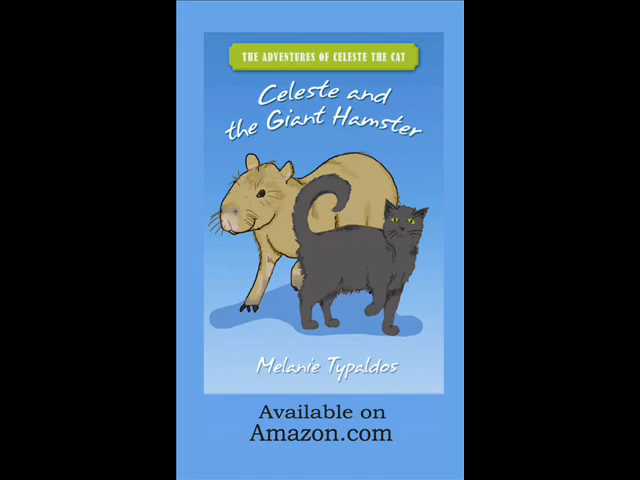 THE ADVENTURES OF CELESTE THE CAT
Celeste and
the Giant Hamster
Melanie Typaldos
Available on
Amazon.com